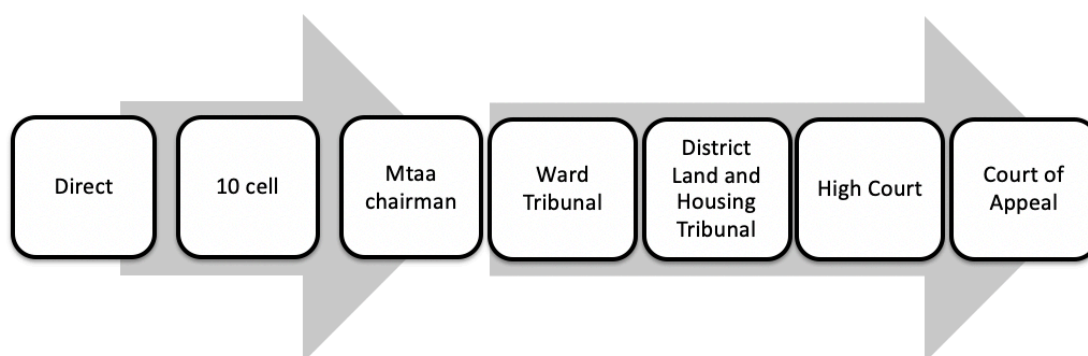 Direct
10 cell
Mtaa
chairman
Ward
Tribunal
District
Land and
Housing
Tribunal
High Court
Court of
Appeal